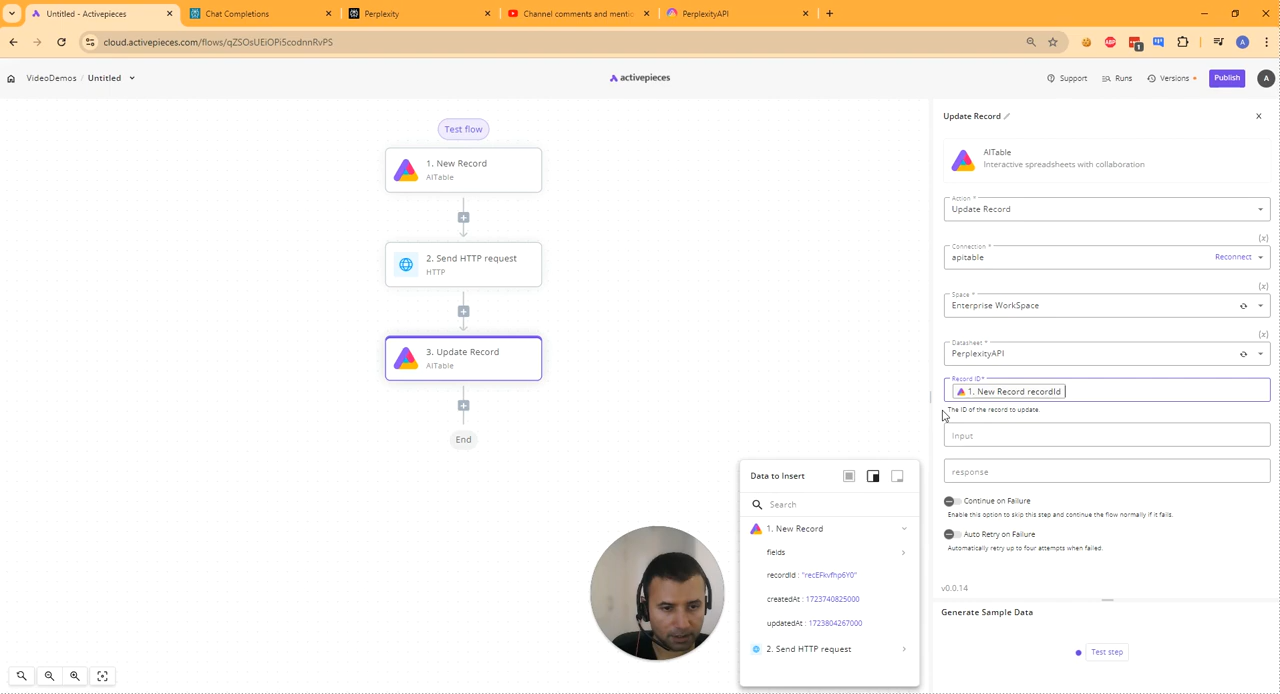 Untitled - Activepieces
Chat Completions
Perplexity
Channel comments and mentio
PerplexityAPI
cloud.activepieces.com/flows/qZSOsUEiOPi5codnnRvPS
VideoDemos / Untitled
activepieces
Support
Runs
Versions
Publish
A
Test flow
1. New Record
AITable
2. Send HTTP request
HTTP
3. Update Record
AITable
End
Update Record
AITable
Interactive spreadsheets with collaboration
Action *
Update Record
Connection *
apitable
Reconnect
Space *
Enterprise WorkSpace
Datasheet *
PerplexityAPI
Record ID*
1. New Record recordId
The ID of the record to update.
Input
response
Continue on Failure
Enable this option to skip this step and continue the flow normally if it fails.
Auto Retry on Failure
Automatically retry up to four attempts when failed.
v0.0.14
Generate Sample Data
Test step
Data to Insert
Search
1. New Record
fields
recordId : "recEFkvfhp6Y0"
createdAt : 1723740825000
updatedAt : 1723804267000
2. Send HTTP request